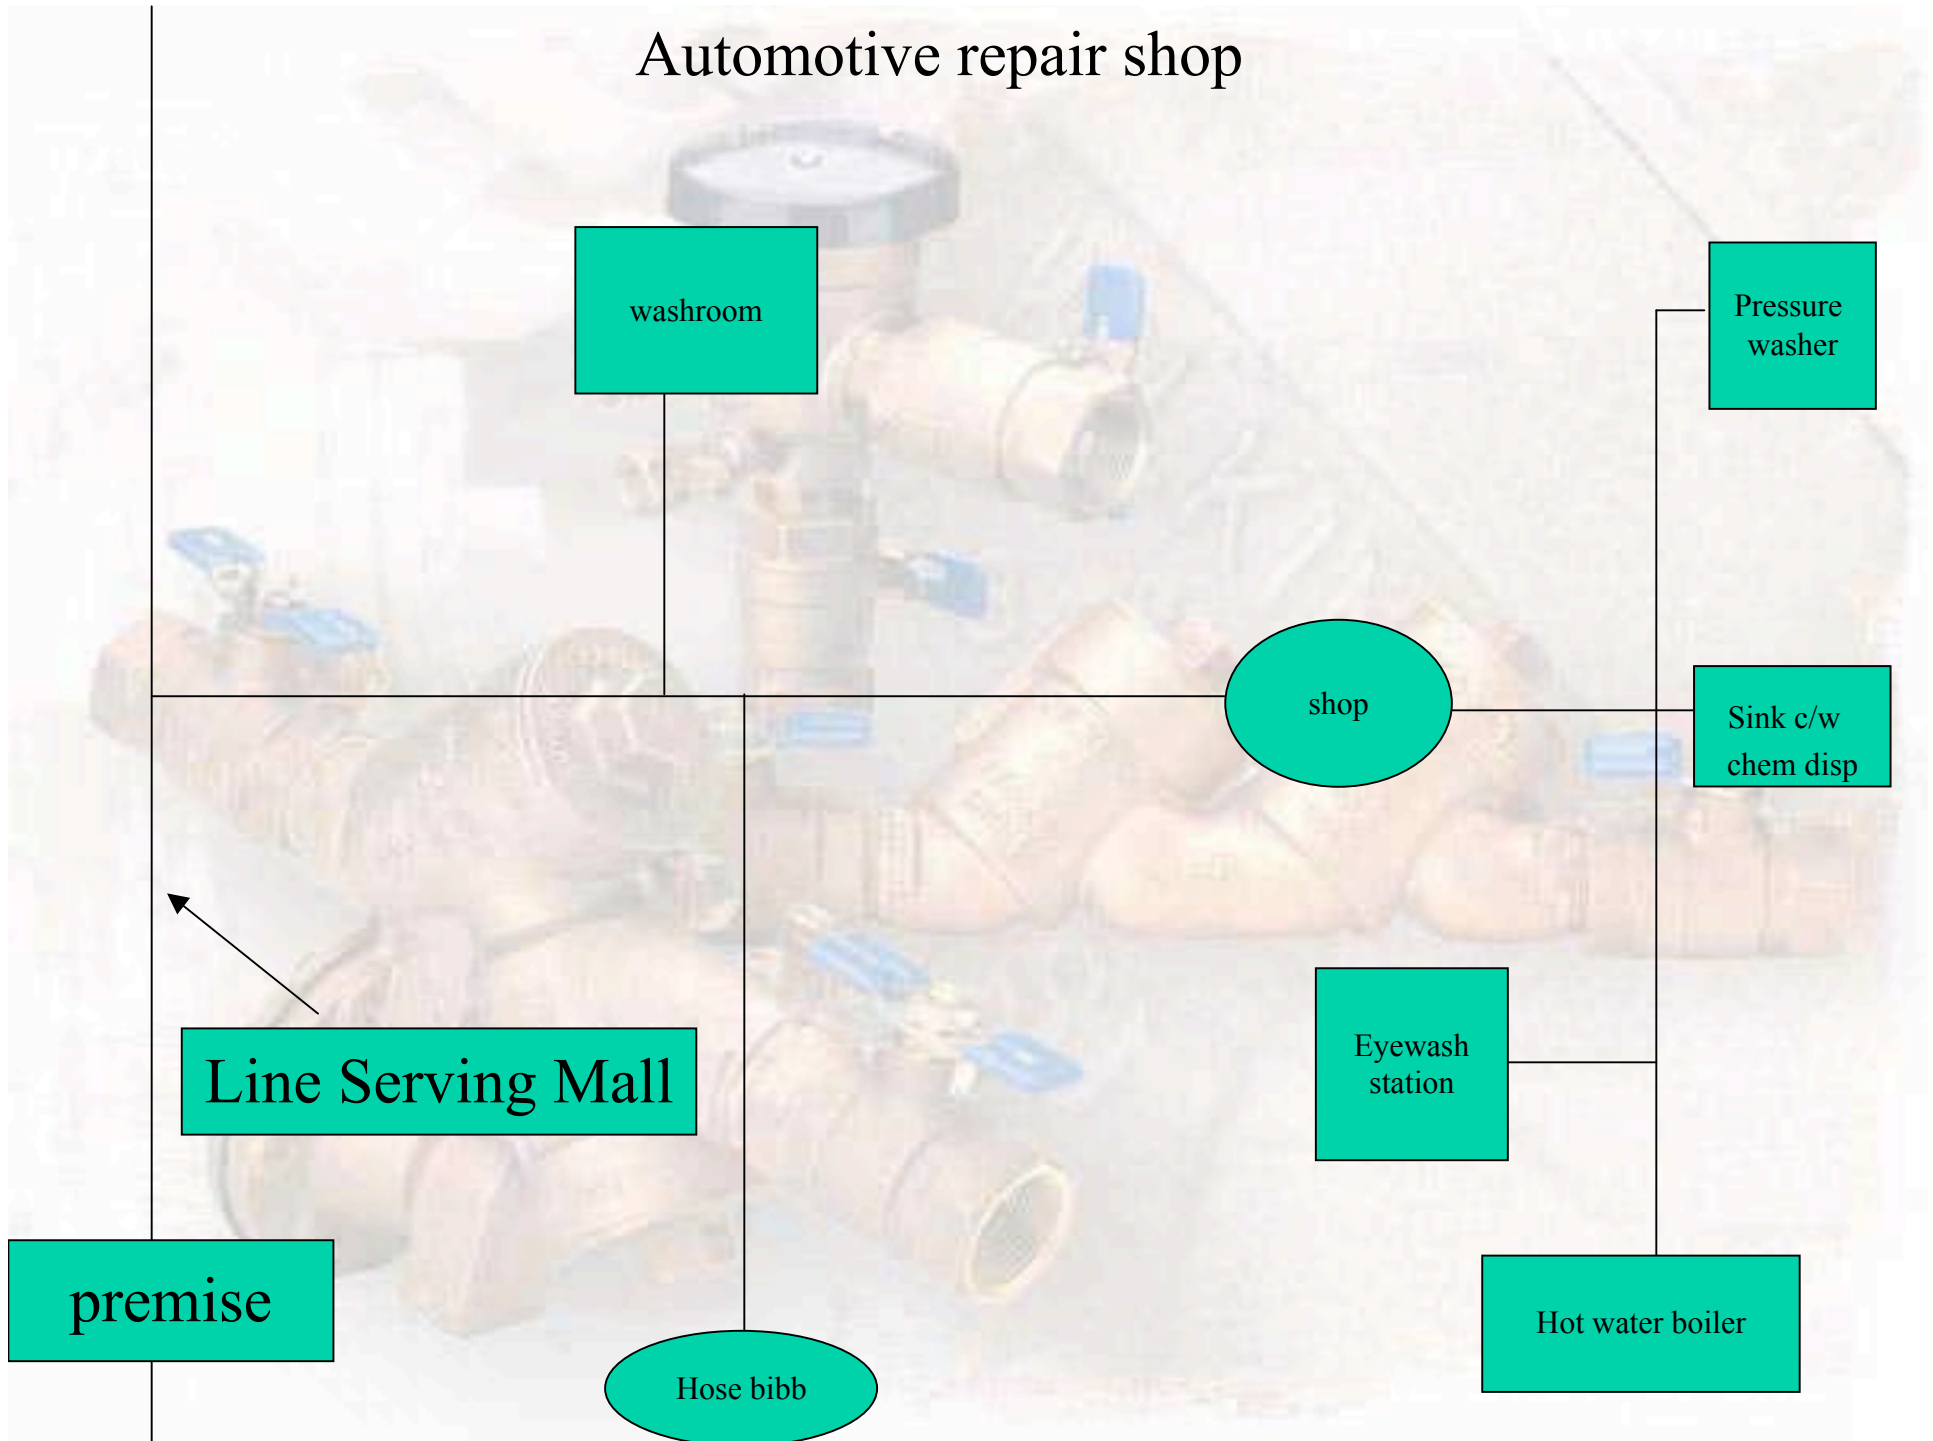 Automotive repair shop
washroom
Pressure
washer
shop
Sink c/w
chem disp
Eyewash
station
Line Serving Mall
premise
Hot water boiler
Hose bibb